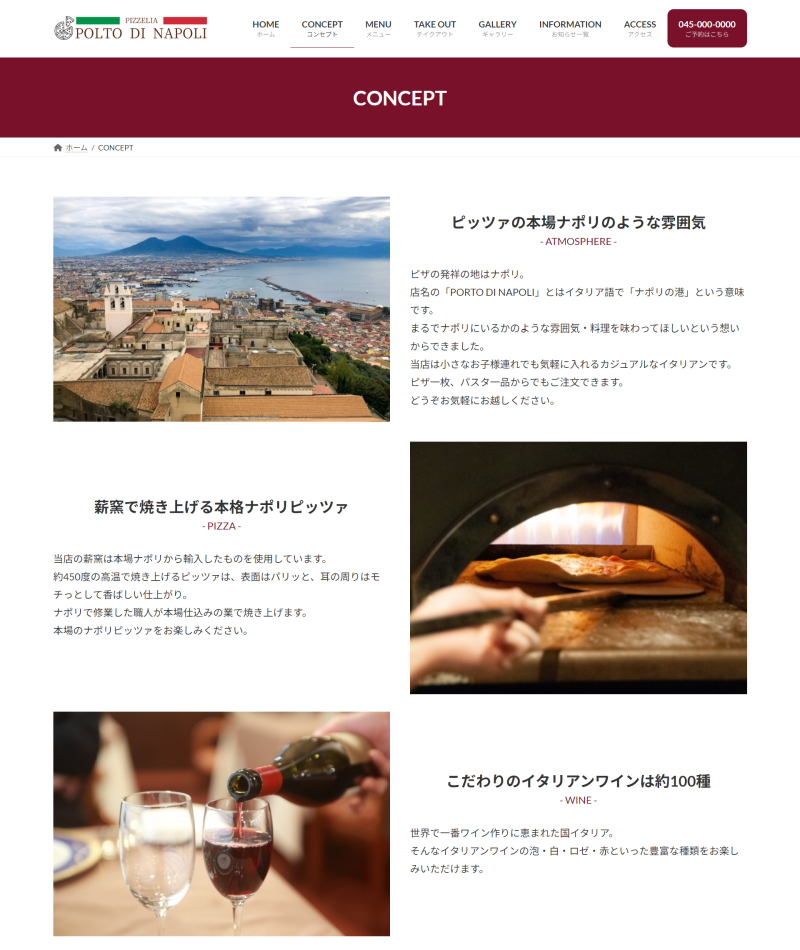 PIZZELIA
POLTO DI NAPOLI
HOME
ホーム
CONCEPT
コンセプト
MENU
メニュー
TAKE OUT
テイクアウト
GALLERY
ギャラリー
INFORMATION
お知らせ一覧
ACCESS
アクセス
045-000-0000
ご予約はこちら
CONCEPT
ホーム / CONCEPT
ピッツァの本場ナポリのような雰囲気
- ATMOSPHERE -
ピザの発祥の地はナポリ。
店名の「PORTO DI NAPOLI」とはイタリア語で「ナポリの港」という意味
です。
まるでナポリにいるかのような雰囲気・料理を味わってほしいという想い
からできました。
当店は小さなお子様連れでも気軽に入れるカジュアルなイタリアンです。
ピザ一枚、パスタ一品からでもご注文できます。
どうぞお気軽にお越しください。
薪窯で焼き上げる本格ナポリピッツァ
- PIZZA -
当店の薪窯は本場ナポリから輸入したものを使用しています。
約450度の高温で焼き上げるピッツァは、表面はパリッと、耳の周りはモ
チっとして香ばしい仕上がり。
ナポリで修業した職人が本場仕込みの業で焼き上げます。
本場のナポリピッツァをお楽しみください。
こだわりのイタリアンワインは約100種
- WINE -
世界で一番ワイン作りに恵まれた国イタリア。
そんなイタリアンワインの泡・白・ロゼ・赤といった豊富な種類をお楽し
みいただけます。